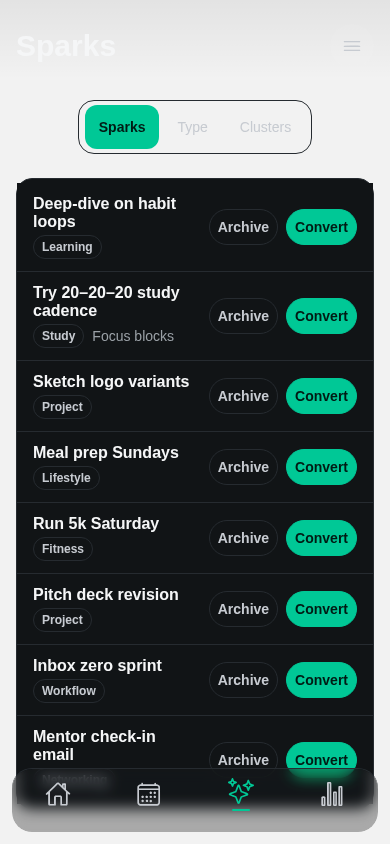 Sparks
Sparks Type Clusters
Deep-dive on habit
loops
Learning
Archive Convert
Try 20–20–20 study
cadence
Study Focus blocks
Archive Convert
Sketch logo variants
Project
Archive Convert
Meal prep Sundays
Lifestyle
Archive Convert
Run 5k Saturday
Fitness
Archive Convert
Pitch deck revision
Project
Archive Convert
Inbox zero sprint
Workflow
Archive Convert
Mentor check-in
email
Networking
Archive Convert